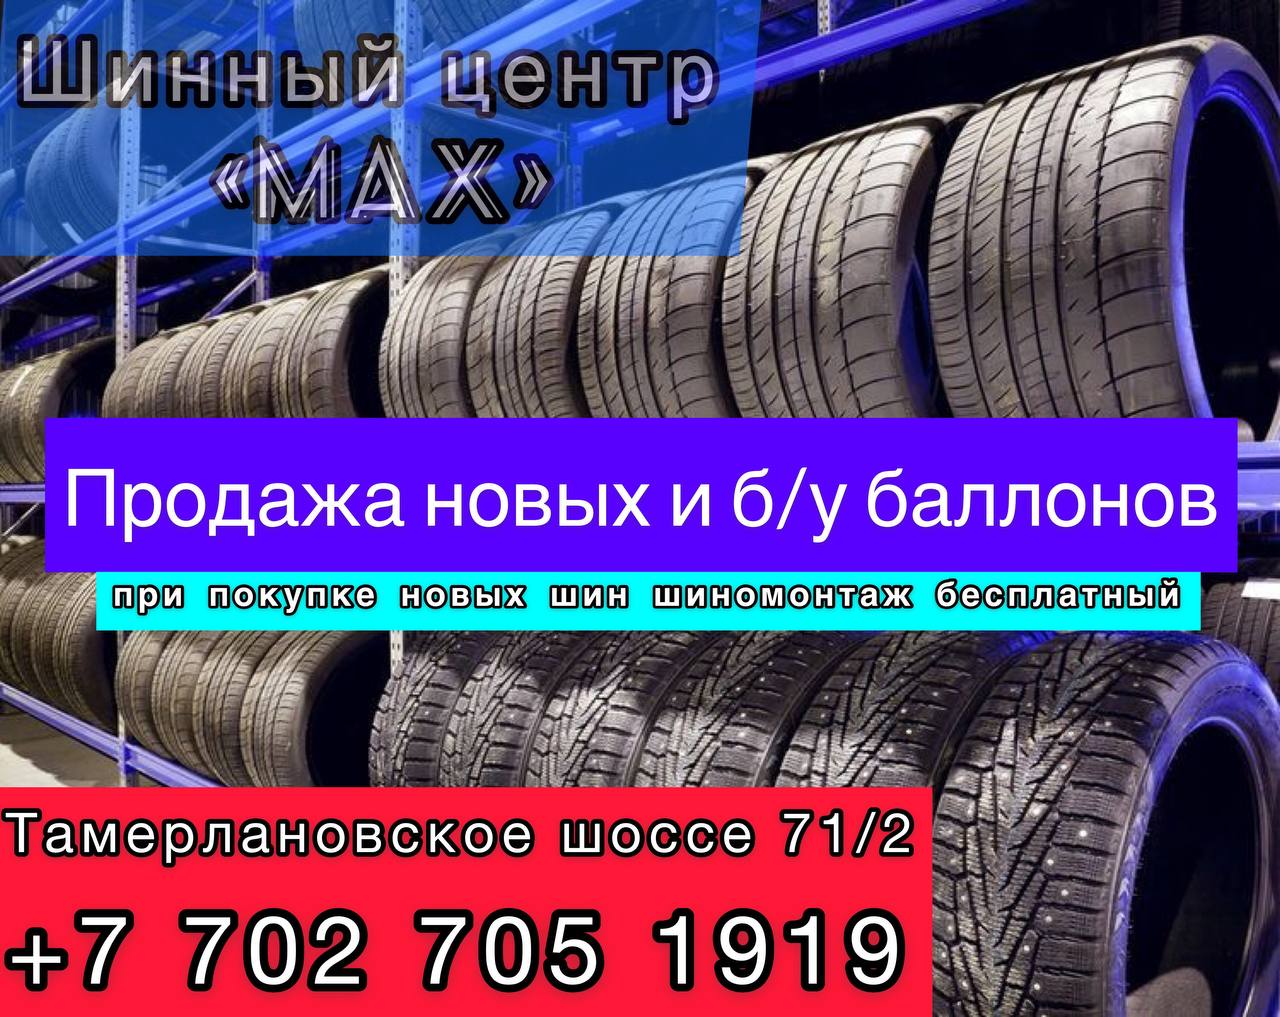 Шинный центр
«MAX»
Продажа новых и б/у баллонов
при покупке новых шин шиномонтаж бесплатный
Тамерлановское шоссе 71/2
+7 702 705 1919